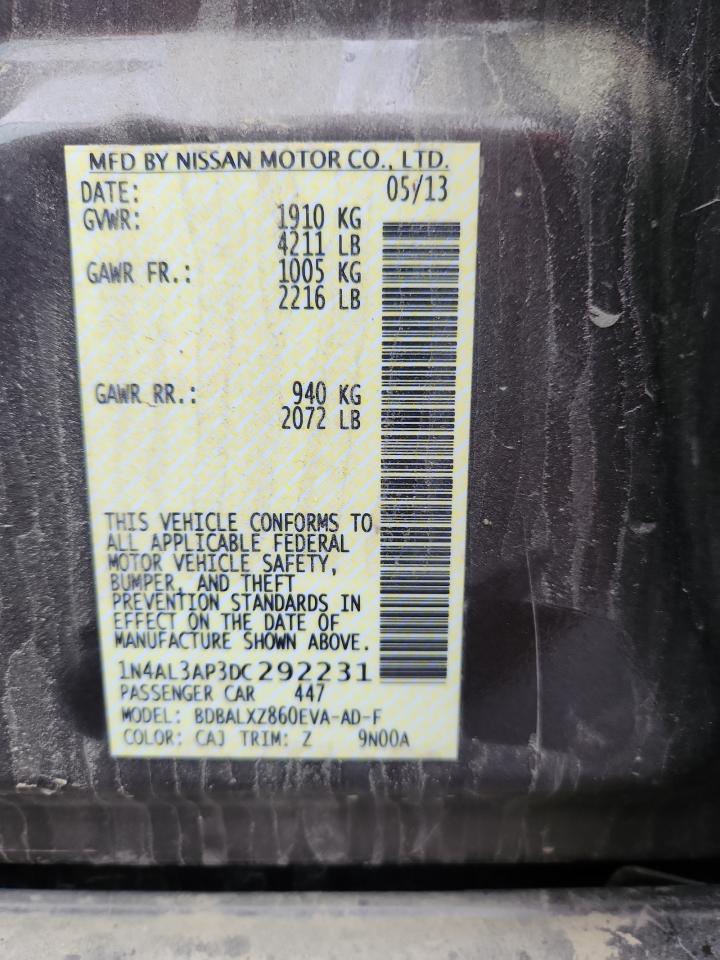 MFD BY NISSAN MOTOR CO., LTD.
DATE: 05/13
GVWR: 1910 KG
4211 LB
GAWR FR.: 1005 KG
2216 LB
GAWR RR.: 940 KG
2072 LB
THIS VEHICLE CONFORMS TO
ALL APPLICABLE FEDERAL
MOTOR VEHICLE SAFETY,
BUMPER, AND THEFT
PREVENTION STANDARDS IN
EFFECT ON THE DATE OF
MANUFACTURE SHOWN ABOVE.
1N4AL3AP3DC292231
PASSENGER CAR 447
MODEL: BDBALXZ860EVA-AD-F
COLOR: CAJ TRIM: Z 9N00A